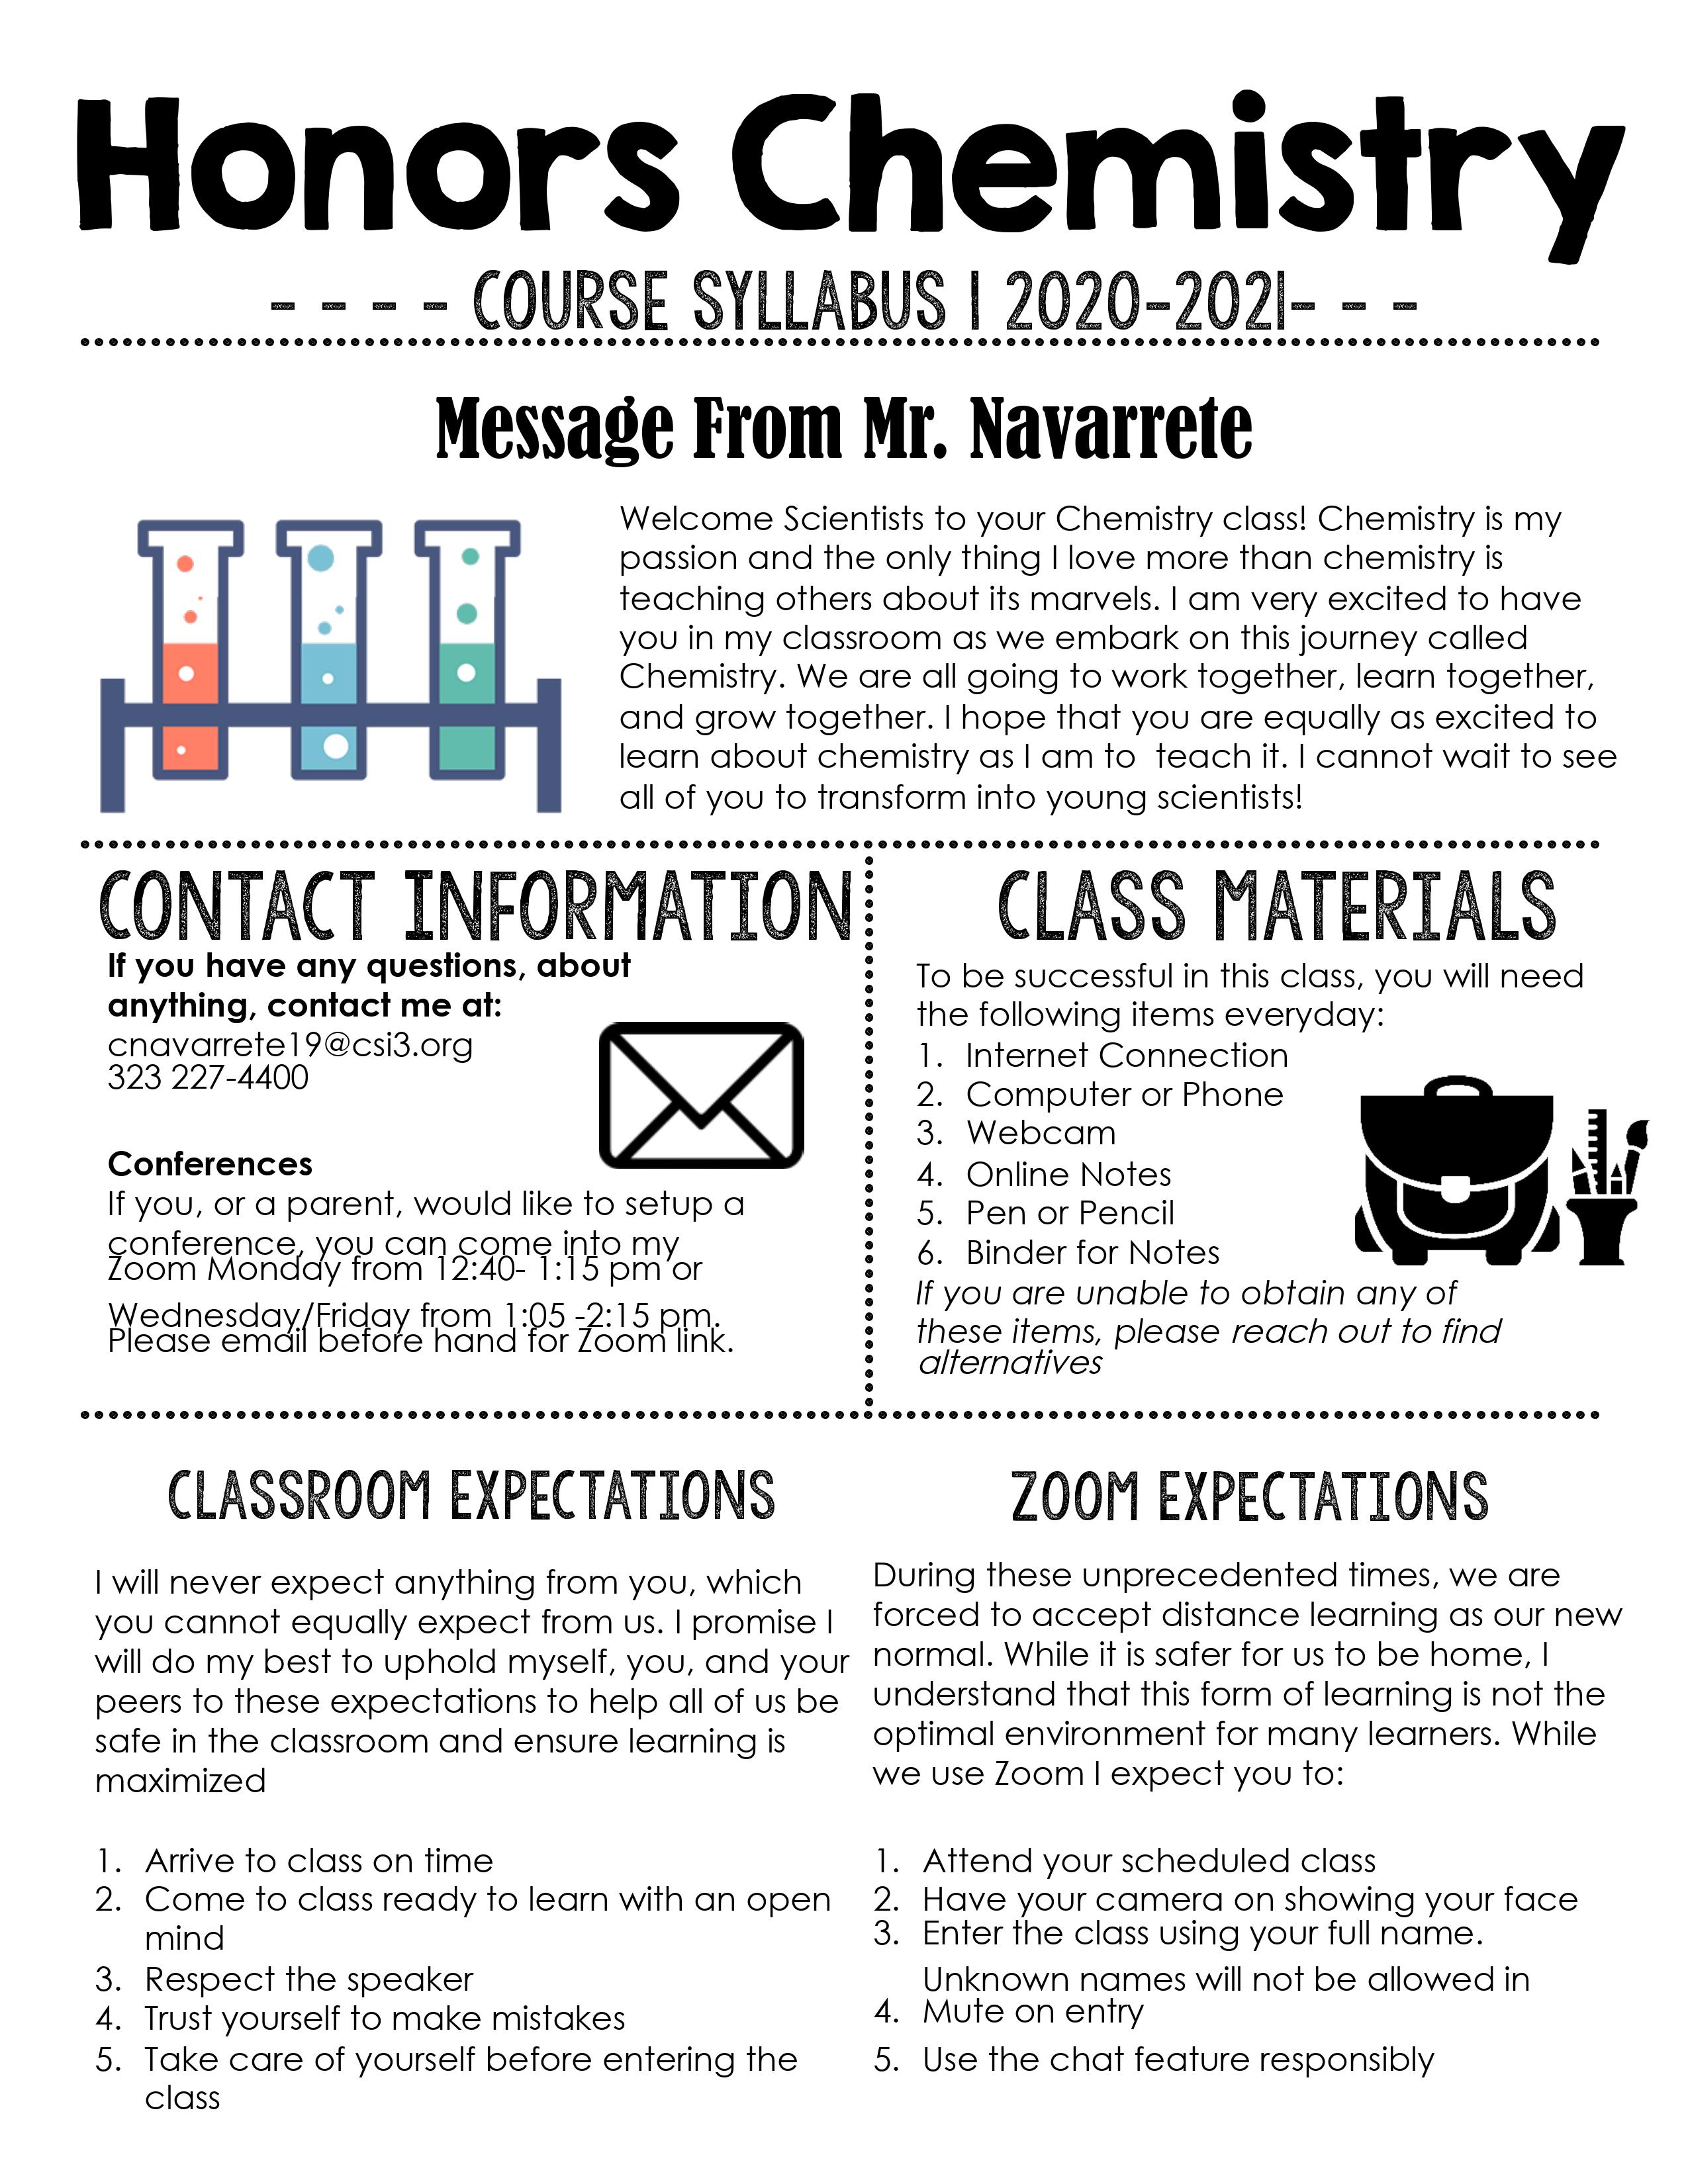 Honors Chemistry
- - - - COURSE SYLLABUS | 2020-2021- - -
Message From Mr. Navarrete
Welcome Scientists to your Chemistry class! Chemistry is my
passion and the only thing I love more than chemistry is
teaching others about its marvels. I am very excited to have
you in my classroom as we embark on this journey called
Chemistry. We are all going to work together, learn together,
and grow together. I hope that you are equally as excited to
learn about chemistry as I am to  teach it. I cannot wait to see
all of you to transform into young scientists!
CONTACT INFORMATION
If you have any questions, about
anything, contact me at:
cnavarrete19@csi3.org
323 227-4400
Conferences
If you, or a parent, would like to setup a
conference, you can come into my
Zoom Monday from 12:40- 1:15 pm or
Wednesday/Friday from 1:05 -2:15 pm.
Please email before hand for Zoom link.
CLASS MATERIALS
To be successful in this class, you will need
the following items everyday:
1. Internet Connection
2. Computer or Phone
3. Webcam
4. Online Notes
5. Pen or Pencil
6. Binder for Notes
If you are unable to obtain any of
these items, please reach out to find
alternatives
CLASSROOM EXPECTATIONS
I will never expect anything from you, which
you cannot equally expect from us. I promise I
will do my best to uphold myself, you, and your
peers to these expectations to help all of us be
safe in the classroom and ensure learning is
maximized
1. Arrive to class on time
2. Come to class ready to learn with an open
mind
3. Respect the speaker
4. Trust yourself to make mistakes
5. Take care of yourself before entering the
class
ZOOM EXPECTATIONS
During these unprecedented times, we are
forced to accept distance learning as our new
normal. While it is safer for us to be home, I
understand that this form of learning is not the
optimal environment for many learners. While
we use Zoom I expect you to:
1. Attend your scheduled class
2. Have your camera on showing your face
3. Enter the class using your full name.
Unknown names will not be allowed in
4. Mute on entry
5. Use the chat feature responsibly